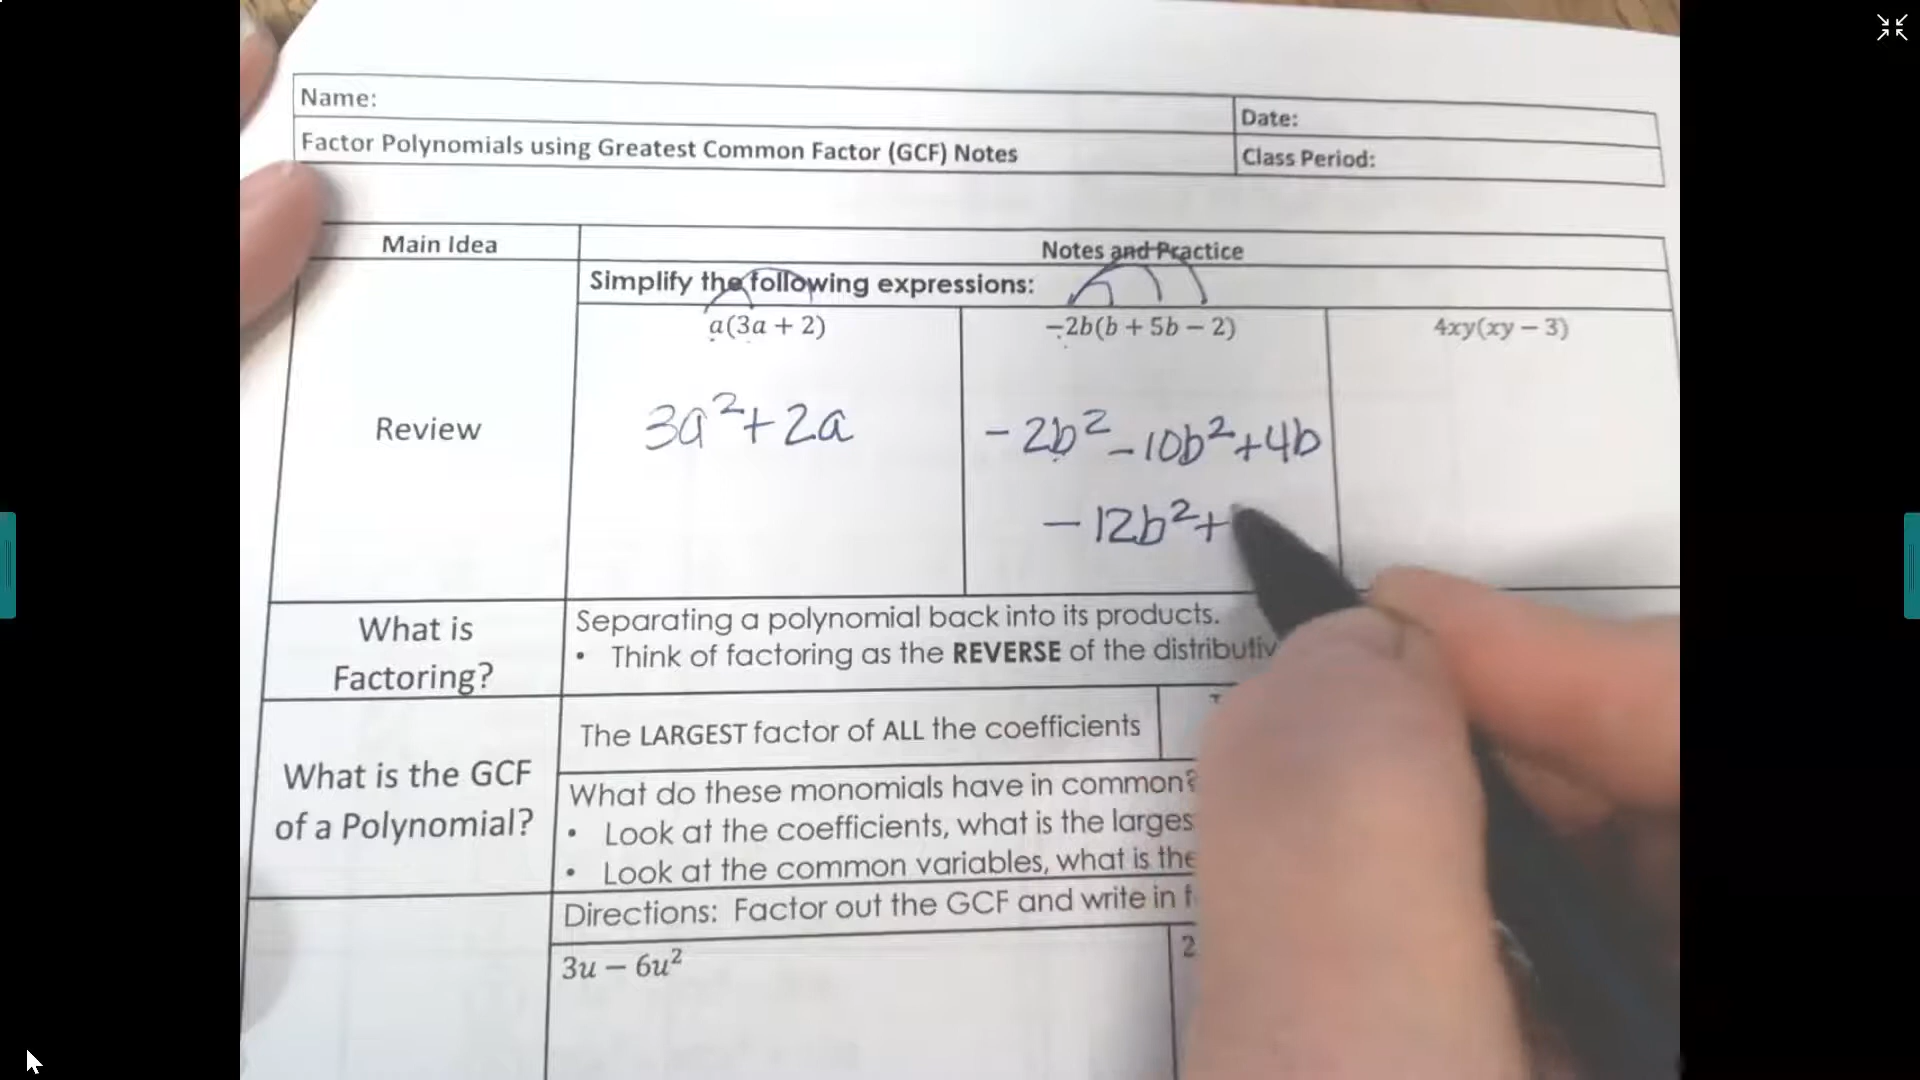 Name:
Date:
Factor Polynomials using Greatest Common Factor (GCF) Notes
Class Period:
Main Idea
Notes and Practice
Simplify the following expressions:
Review
a(3a + 2)
−2b(b + 5b − 2)
4xy(xy − 3)
3a²+2a
-2b²-10b²+4b
-12b²+
What is
Factoring?
Separating a polynomial back into its products.
• Think of factoring as the REVERSE of the
What is the GCF
of a Polynomial?
The LARGEST factor of ALL the coefficients
What do these monomials have in common?
• Look at the coefficients, what is the
• Look at the common variables, what is the
Directions: Factor out the GCF and write in
3u − 6u²
2